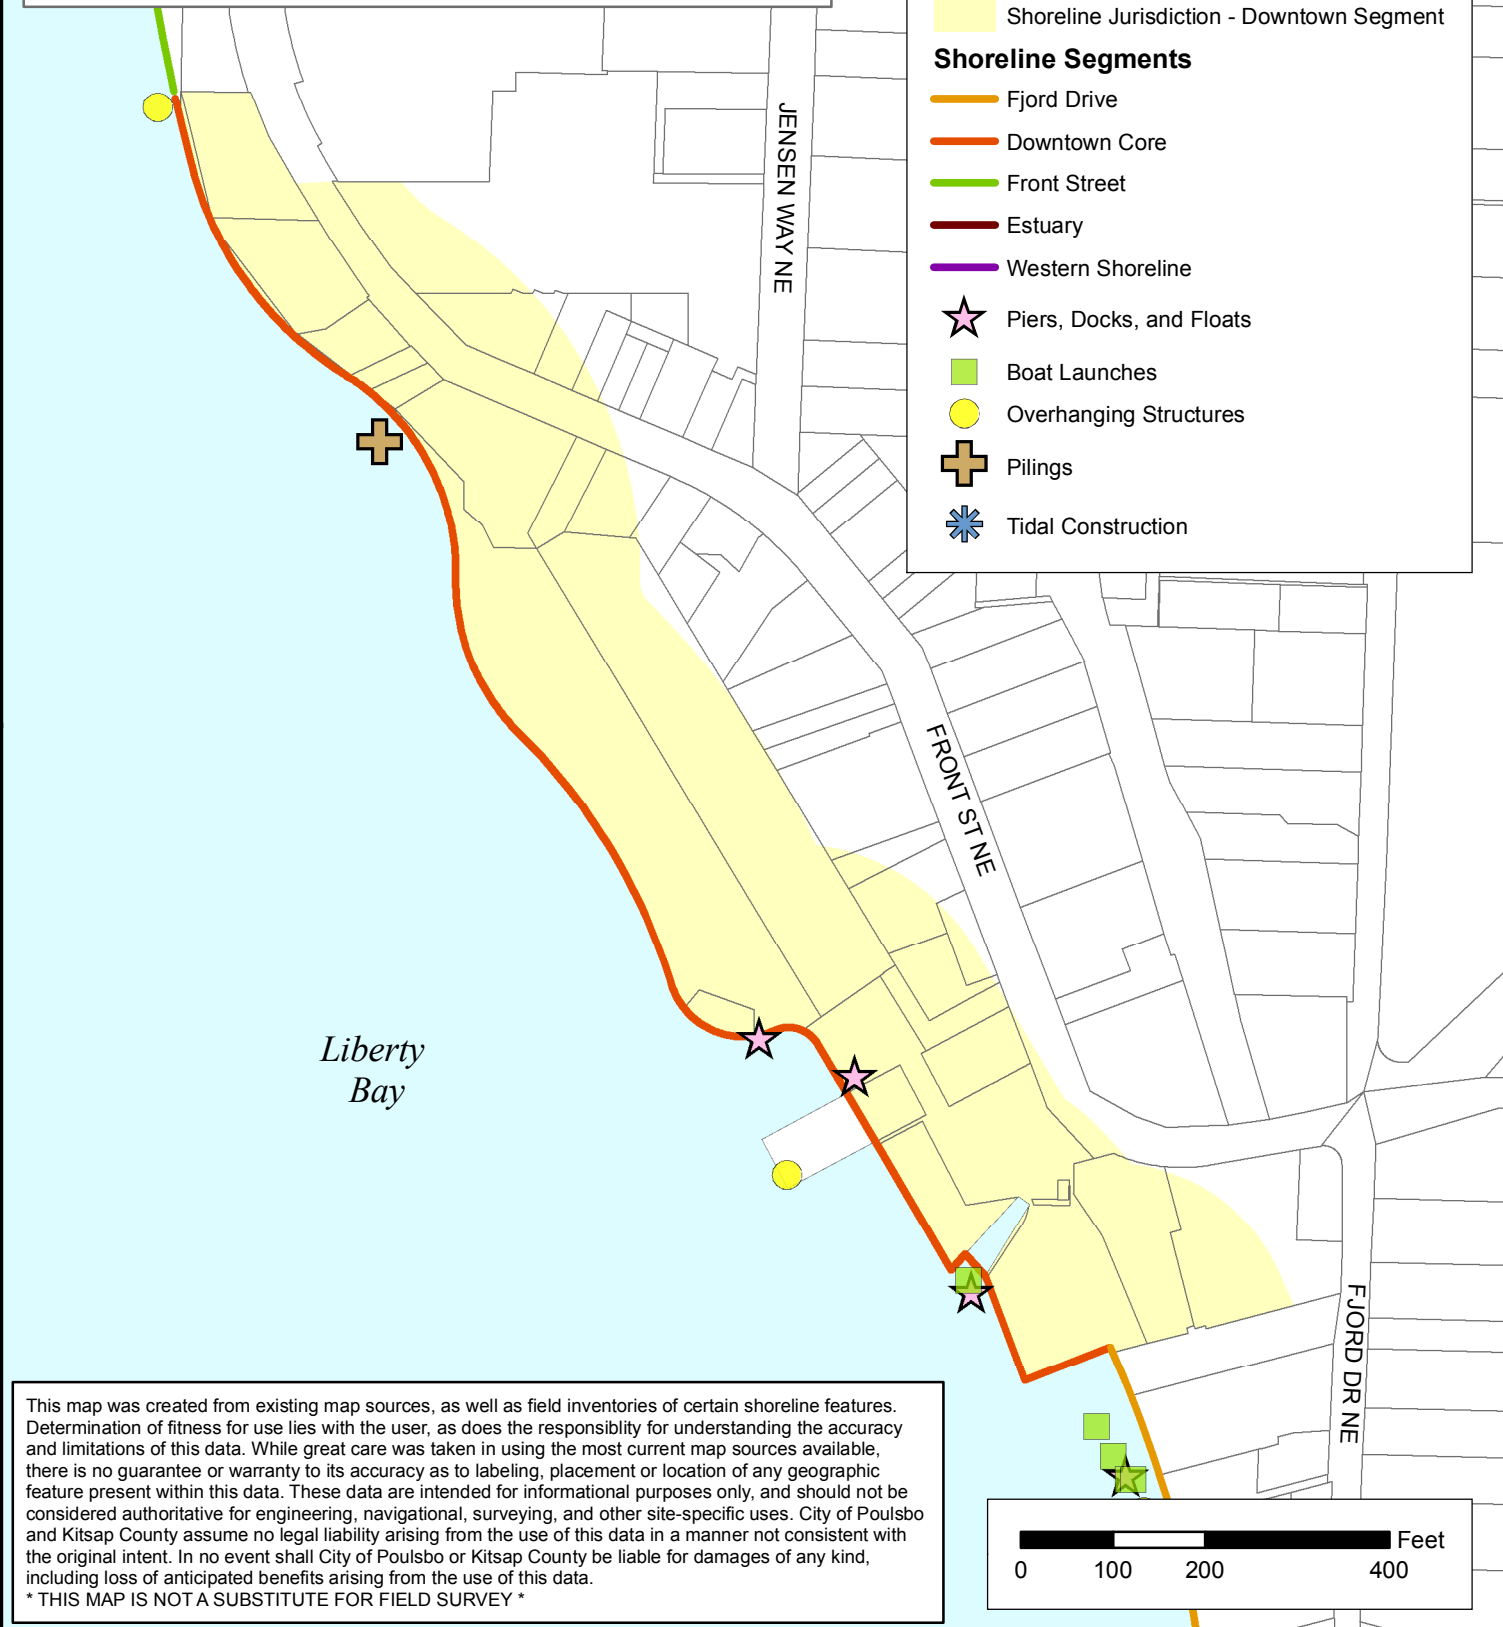 Shoreline Jurisdiction - Downtown Segment
Shoreline Segments
Fjord Drive
Downtown Core
Front Street
Estuary
Western Shoreline
Piers, Docks, and Floats
Boat Launches
Overhanging Structures
Pilings
Tidal Construction
JENSEN WAY NE
FRONT ST NE
Liberty
Bay
FJORD DR NE
This map was created from existing map sources, as well as field inventories of certain shoreline features.
Determination of fitness for use lies with the user, as does the responsiblity for understanding the accuracy
and limitations of this data. While great care was taken in using the most current map sources available,
there is no guarantee or warranty to its accuracy as to labeling, placement or location of any geographic
feature present within this data. These data are intended for informational purposes only, and should not be
considered authoritative for engineering, navigational, surveying, and other site-specific uses. City of Poulsbo
and Kitsap County assume no legal liability arising from the use of this data in a manner not consistent with
the original intent. In no event shall City of Poulsbo or Kitsap County be liable for damages of any kind,
including loss of anticipated benefits arising from the use of this data.
* THIS MAP IS NOT A SUBSTITUTE FOR FIELD SURVEY *
Feet
0 100 200 400